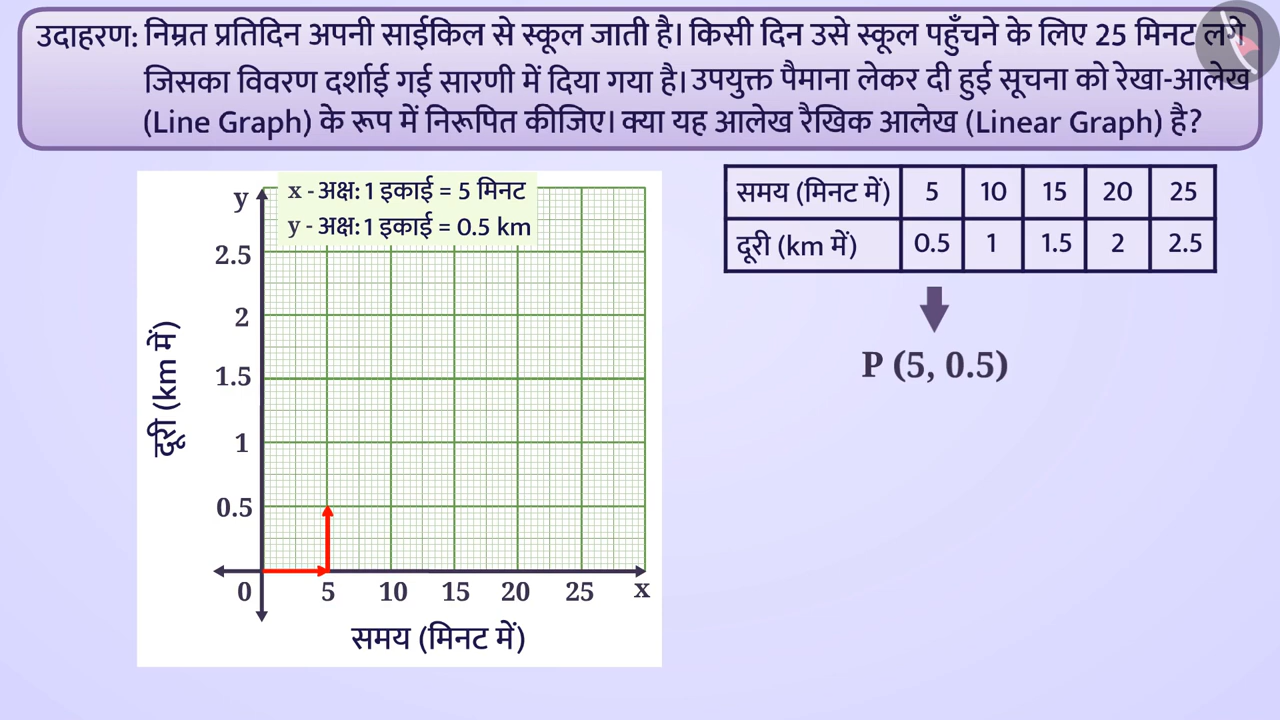 उदाहरण: निम्रत प्रतिदिन अपनी साईकिल से स्कूल जाती है। किसी दिन उसे स्कूल पहुँचने के लिए 25 मिनट लगे
जिसका विवरण दर्शाई गई सारणी में दिया गया है। उपयुक्त पैमाना लेकर दी हुई सूचना को रेखा-आलेख
(Line Graph) के रूप में निरूपित कीजिए। क्या यह आलेख रैखिक आलेख (Linear Graph) है?
x - अक्ष: 1 इकाई = 5 मिनट
y - अक्ष: 1 इकाई = 0.5 km
y
2.5
2
1.5
1
0.5
दूरी (km में)
0 5 10 15 20 25 x
समय (मिनट में)
समय (मिनट में) 5 10 15 20 25
दूरी (km में) 0.5 1 1.5 2 2.5
P (5, 0.5)